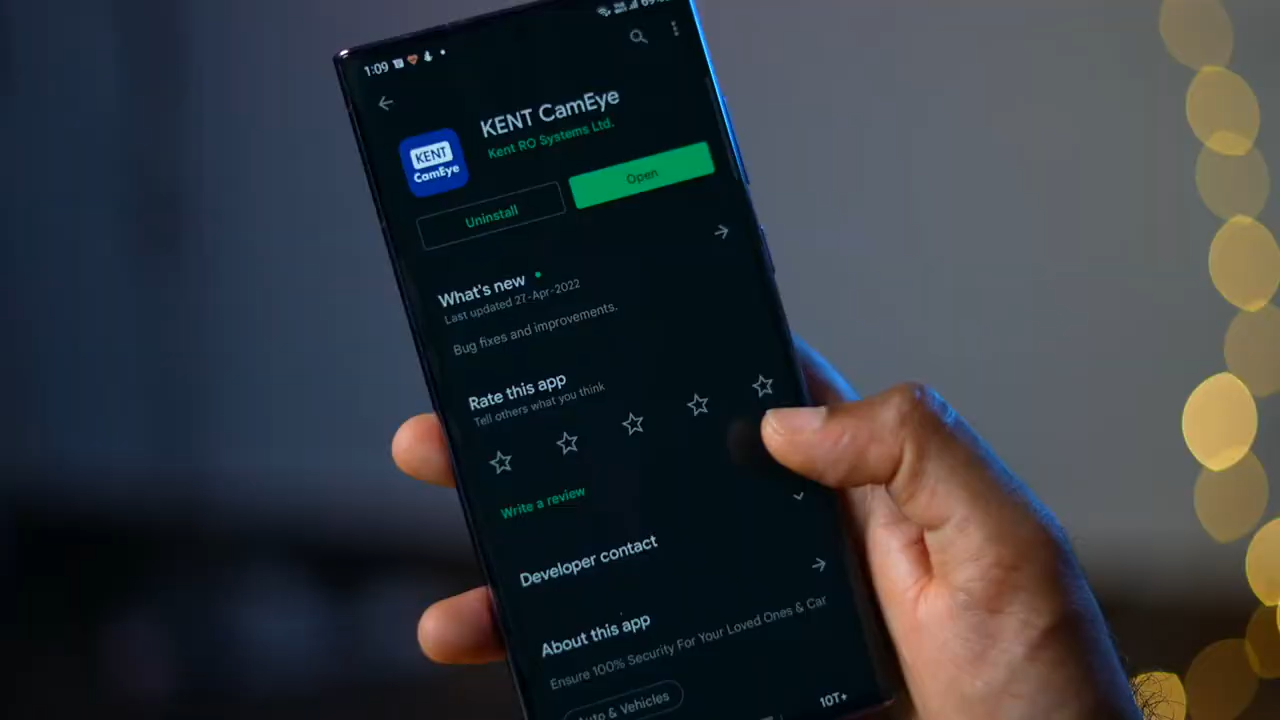 1:09
KENT CamEye
Kent RO Systems Ltd.
KENT
CamEye
Uninstall
Open
What's new
Last updated 27-Apr-2022
Bug fixes and improvements.
Rate this app
Tell others what you think
Write a review
Developer contact
About this app
Ensure 100% Security For Your Loved Ones & Car
Auto & Vehicles
10T+